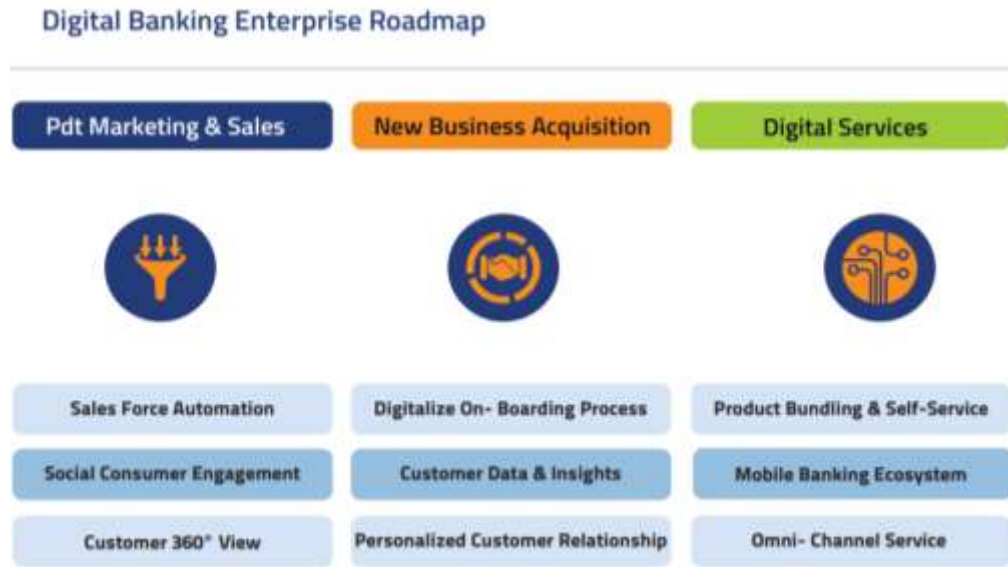 Digital Banking Enterprise Roadmap
Pdt Marketing & Sales
New Business Acquisition
Digital Services
Sales Force Automation
Digitalize On- Boarding Process
Product Bundling & Self-Service
Social Consumer Engagement
Customer Data & Insights
Mobile Banking Ecosystem
Customer 360° View
Personalized Customer Relationship
Omni- Channel Service